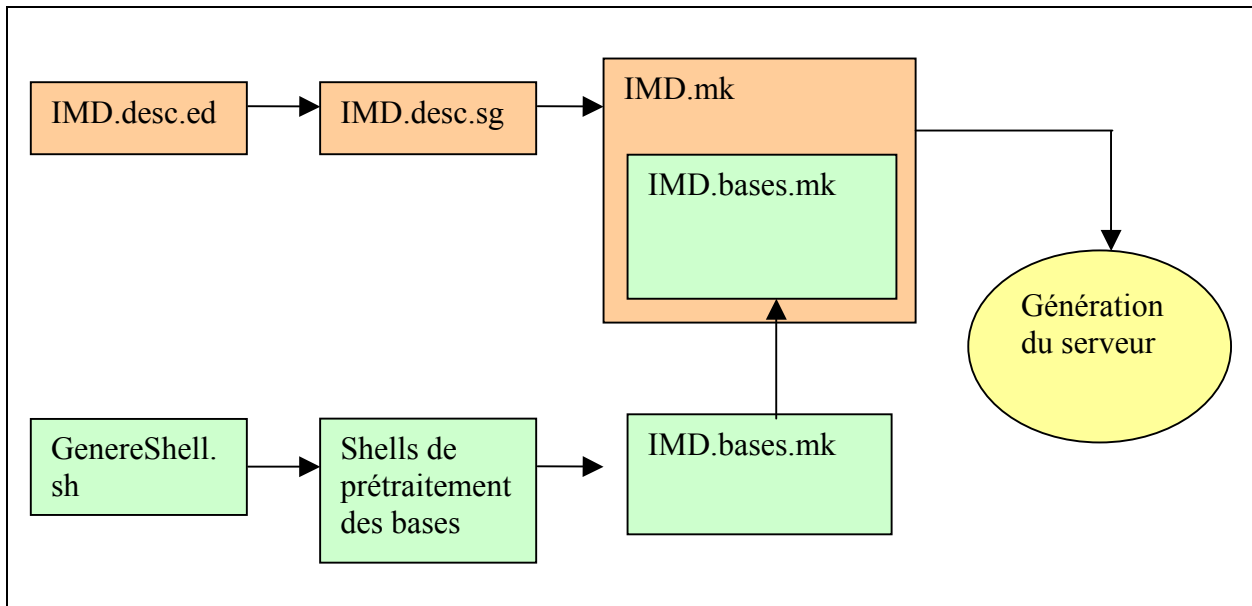 IMD.desc.ed
IMD.desc.sg
IMD.mk
IMD.bases.mk
Génération
du serveur
GenereShell.
sh
Shells de
prétraitement
des bases
IMD.bases.mk